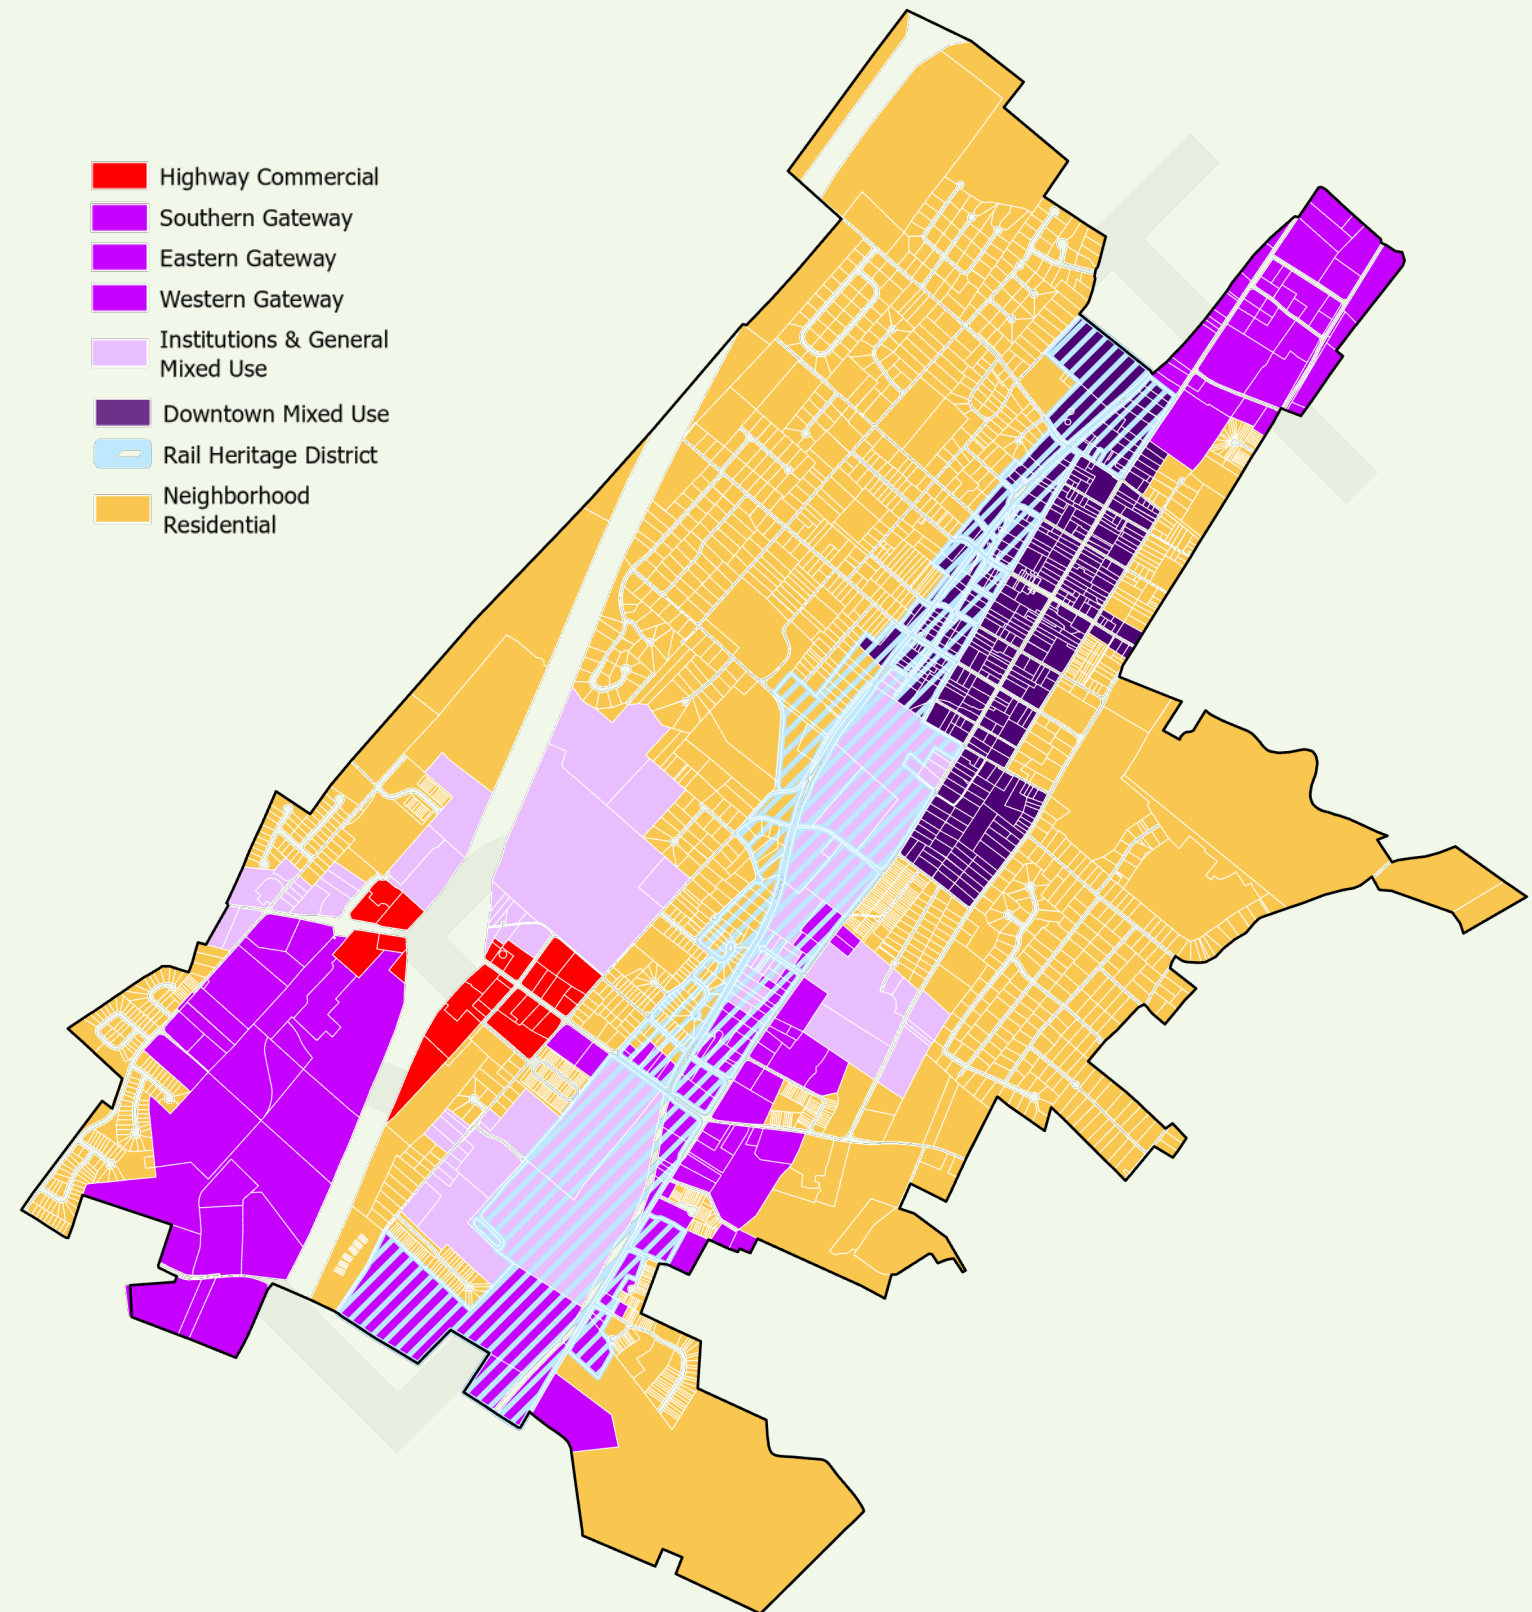 Highway Commercial
Southern Gateway
Eastern Gateway
Western Gateway
Institutions & General
Mixed Use
Downtown Mixed Use
Rail Heritage District
Neighborhood
Residential